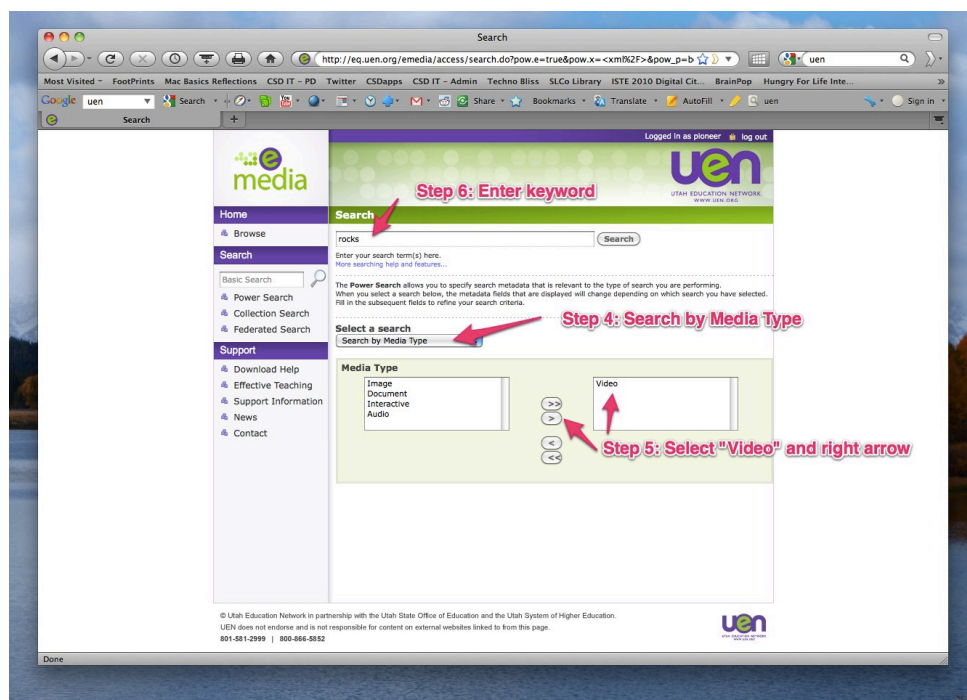 Search
http://eq.uen.org/emedia/access/search.do?pow.e=true&pow.x=<xml%2F>&pow_p=b
uen
Most Visited FootPrints Mac Basics Reflections CSD IT - PD Twitter CSDapps CSD IT - Admin Techno Bliss SLCo Library ISTE 2010 Digital Cit... BrainPop Hungry For Life Inte... »
Google uen Search Share Bookmarks Translate AutoFill uen Sign in
Search +
Logged in as pioneer log out
e media
uen
UTAH EDUCATION NETWORK
WWW.UEN.ORG
Step 6: Enter keyword
Home
Browse
Search
Basic Search
Power Search
Collection Search
Federated Search
Support
Download Help
Effective Teaching
Support Information
News
Contact
Search
rocks Search
Enter your search term(s) here.
More searching help and features...
The Power Search allows you to specify search metadata that is relevant to the type of search you are performing.
When you select a search below, the metadata fields that are displayed will change depending on which search you have selected.
Fill in the subsequent fields to refine your search criteria.
Step 4: Search by Media Type
Select a search
Search by Media Type
Media Type
Image
Document
Interactive
Audio
>>
>
<
<<
Video
Step 5: Select "Video" and right arrow
© Utah Education Network in partnership with the Utah State Office of Education and the Utah System of Higher Education.
UEN does not endorse and is not responsible for content on external websites linked to from this page.
801-581-2999 | 800-866-5852
uen
Done